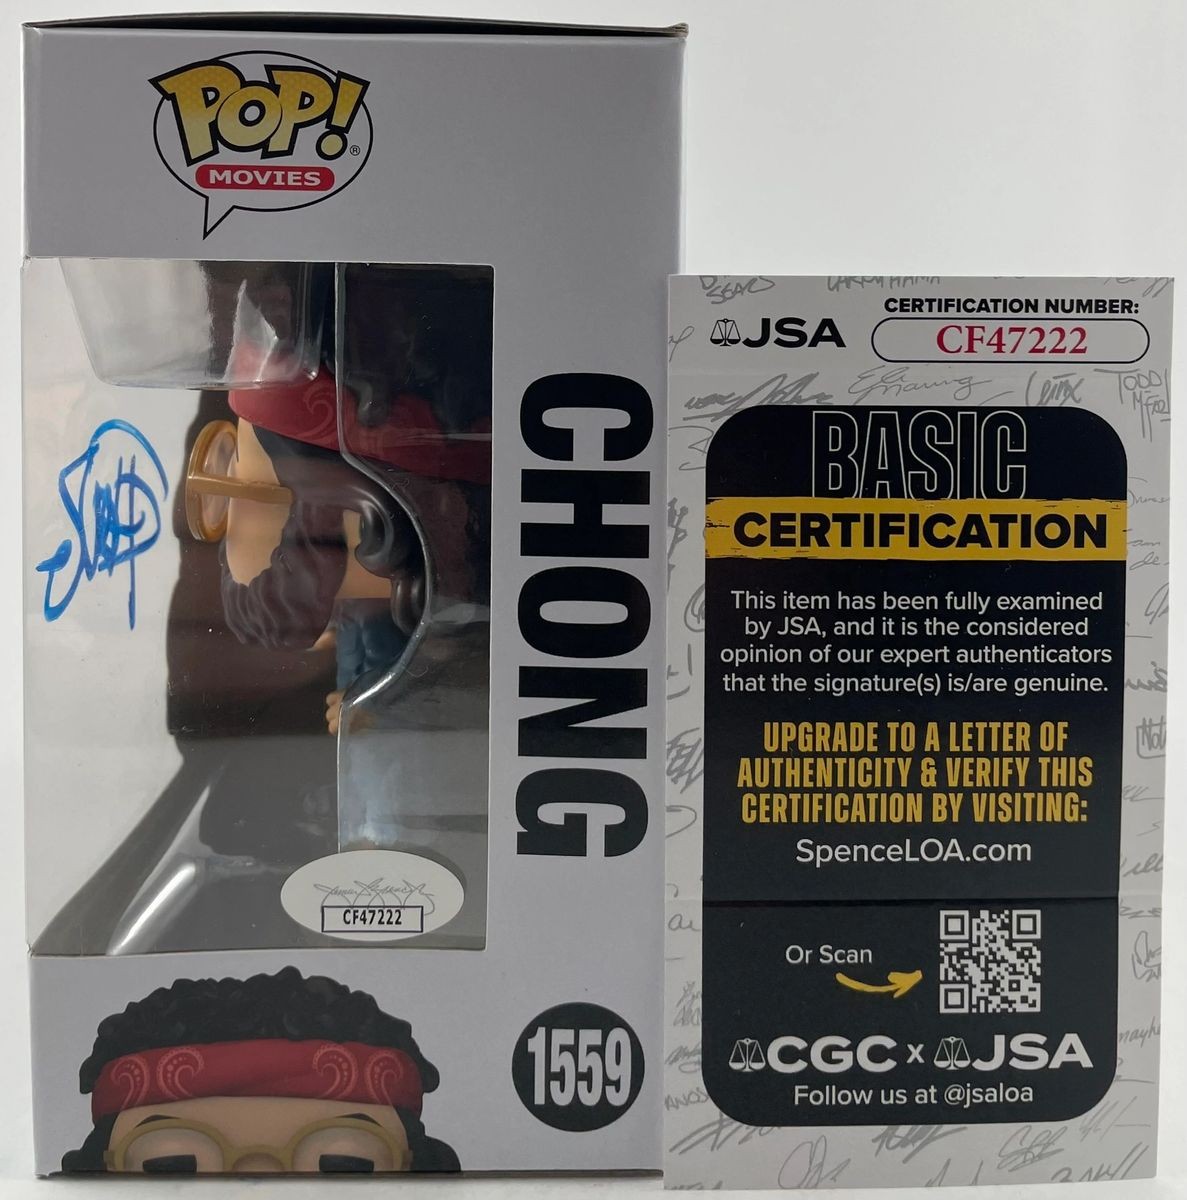 POP!®
MOVIES
CHONG
CF47222
1559
JSA
CERTIFICATION NUMBER:
CF47222
BASIC
CERTIFICATION
This item has been fully examined
by JSA, and it is the considered
opinion of our expert authenticators
that the signature(s) is/are genuine.
UPGRADE TO A LETTER OF
AUTHENTICITY & VERIFY THIS
CERTIFICATION BY VISITING:
SpenceLOA.com
Or Scan
CGC x JSA
Follow us at @jsaloa